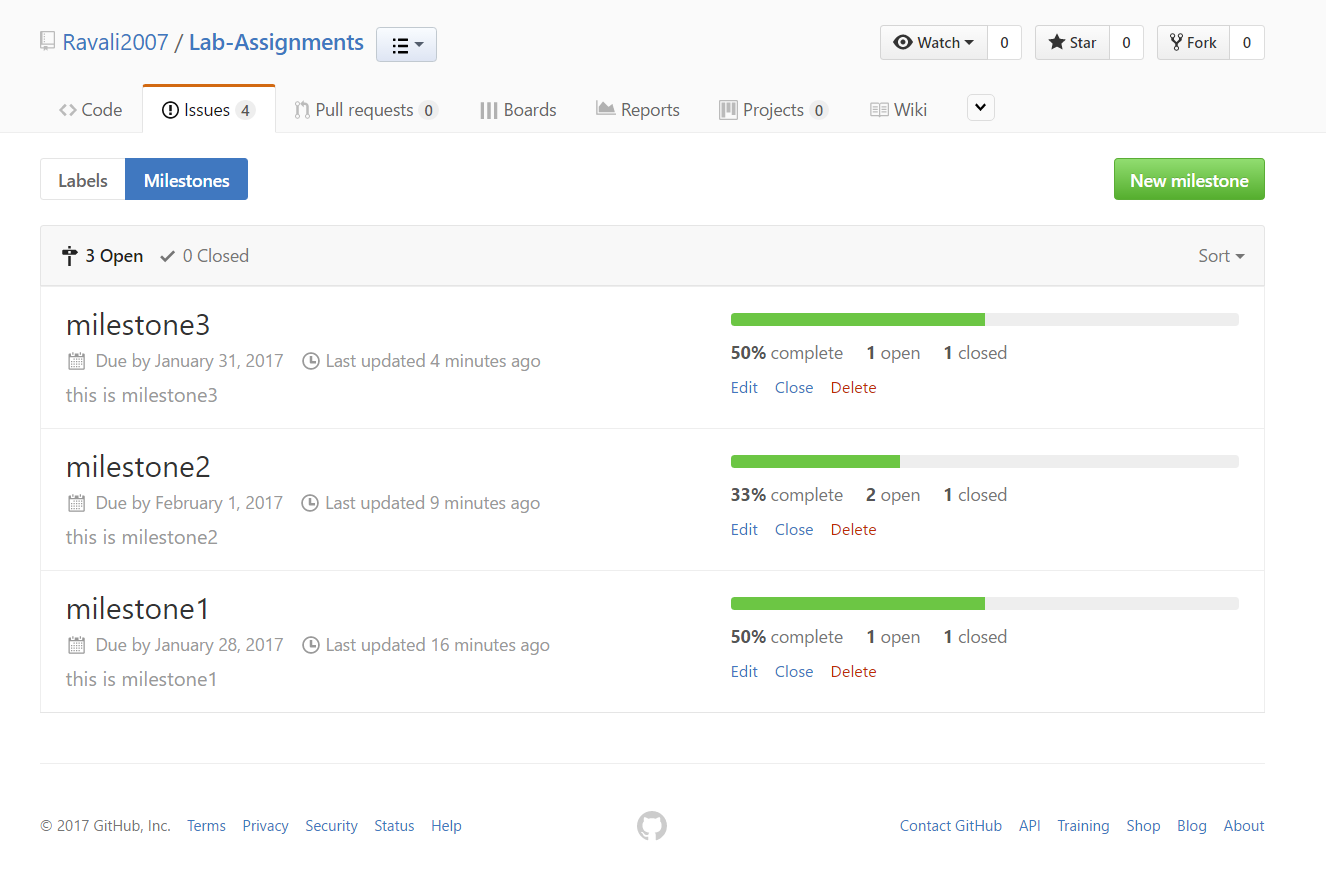 Ravali2007 / Lab-Assignments
Watch 0 Star 0 Fork 0
Code Issues 4 Pull requests 0 Boards Reports Projects 0 Wiki
Labels Milestones New milestone
3 Open 0 Closed Sort
milestone3
Due by January 31, 2017 Last updated 4 minutes ago
this is milestone3
50% complete 1 open 1 closed
Edit Close Delete
milestone2
Due by February 1, 2017 Last updated 9 minutes ago
this is milestone2
33% complete 2 open 1 closed
Edit Close Delete
milestone1
Due by January 28, 2017 Last updated 16 minutes ago
this is milestone1
50% complete 1 open 1 closed
Edit Close Delete
© 2017 GitHub, Inc. Terms Privacy Security Status Help Contact GitHub API Training Shop Blog About